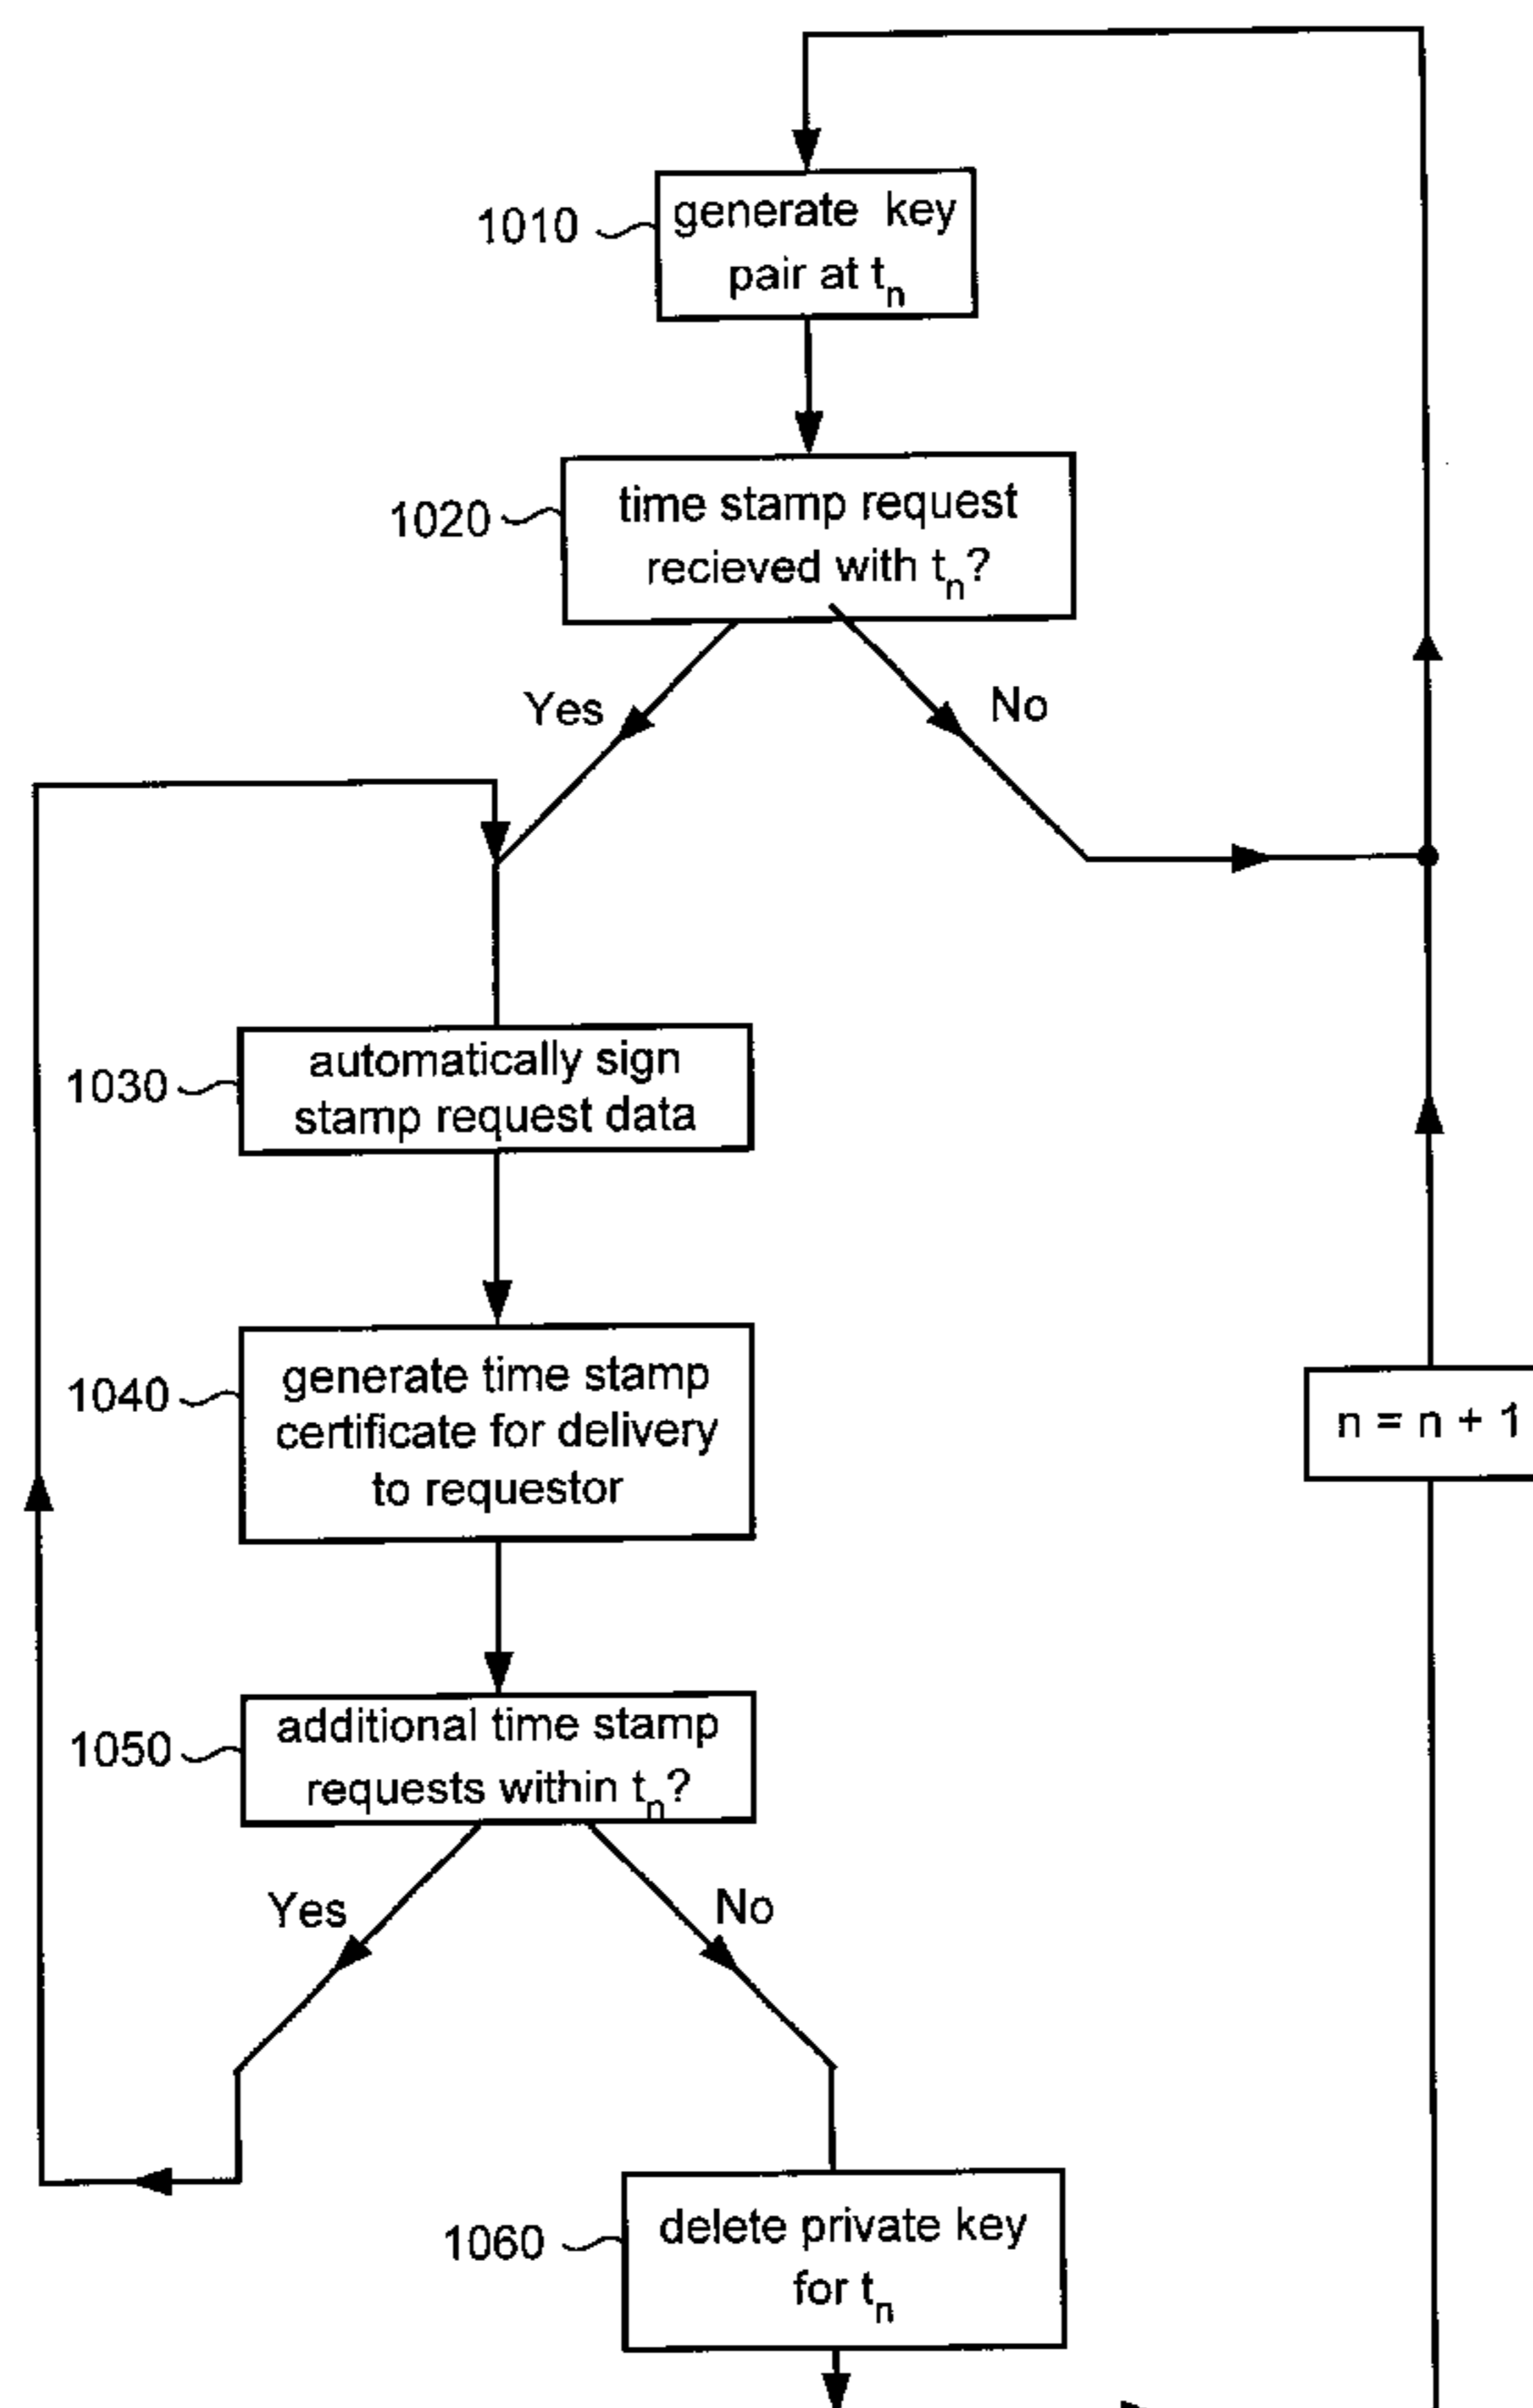 1010
generate key
pair at tn
1020
time stamp request
recieved with tn?
Yes
No
1030
automatically sign
stamp request data
1040
generate time stamp
certificate for delivery
to requestor
n = n + 1
1050
additional time stamp
requests within tn?
Yes
No
1060
delete private key
for tn